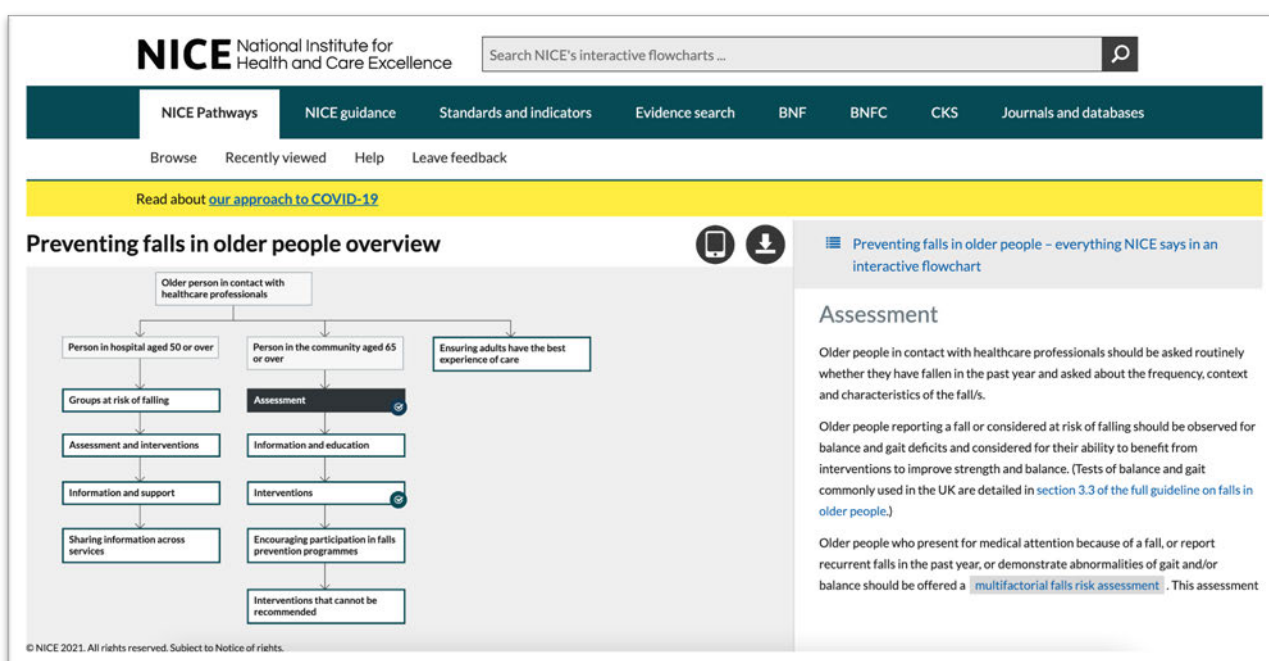 NICE National Institute for
Health and Care Excellence
Search NICE's interactive flowcharts ...
NICE Pathways NICE guidance Standards and indicators Evidence search BNF BNFC CKS Journals and databases
Browse Recently viewed Help Leave feedback
Read about our approach to COVID-19
Preventing falls in older people overview
Older person in contact with
healthcare professionals
Person in hospital aged 50 or over
Groups at risk of falling
Assessment and interventions
Information and support
Sharing information across
services
Person in the community aged 65
or over
Assessment
Information and education
Interventions
Encouraging participation in falls
prevention programmes
Interventions that cannot be
recommended
Ensuring adults have the best
experience of care
© NICE 2021. All rights reserved. Subject to Notice of rights.
Preventing falls in older people – everything NICE says in an
interactive flowchart
Assessment
Older people in contact with healthcare professionals should be asked routinely
whether they have fallen in the past year and asked about the frequency, context
and characteristics of the fall/s.
Older people reporting a fall or considered at risk of falling should be observed for
balance and gait deficits and considered for their ability to benefit from
interventions to improve strength and balance. (Tests of balance and gait
commonly used in the UK are detailed in section 3.3 of the full guideline on falls in
older people.)
Older people who present for medical attention because of a fall, or report
recurrent falls in the past year, or demonstrate abnormalities of gait and/or
balance should be offered a multifactorial falls risk assessment . This assessment